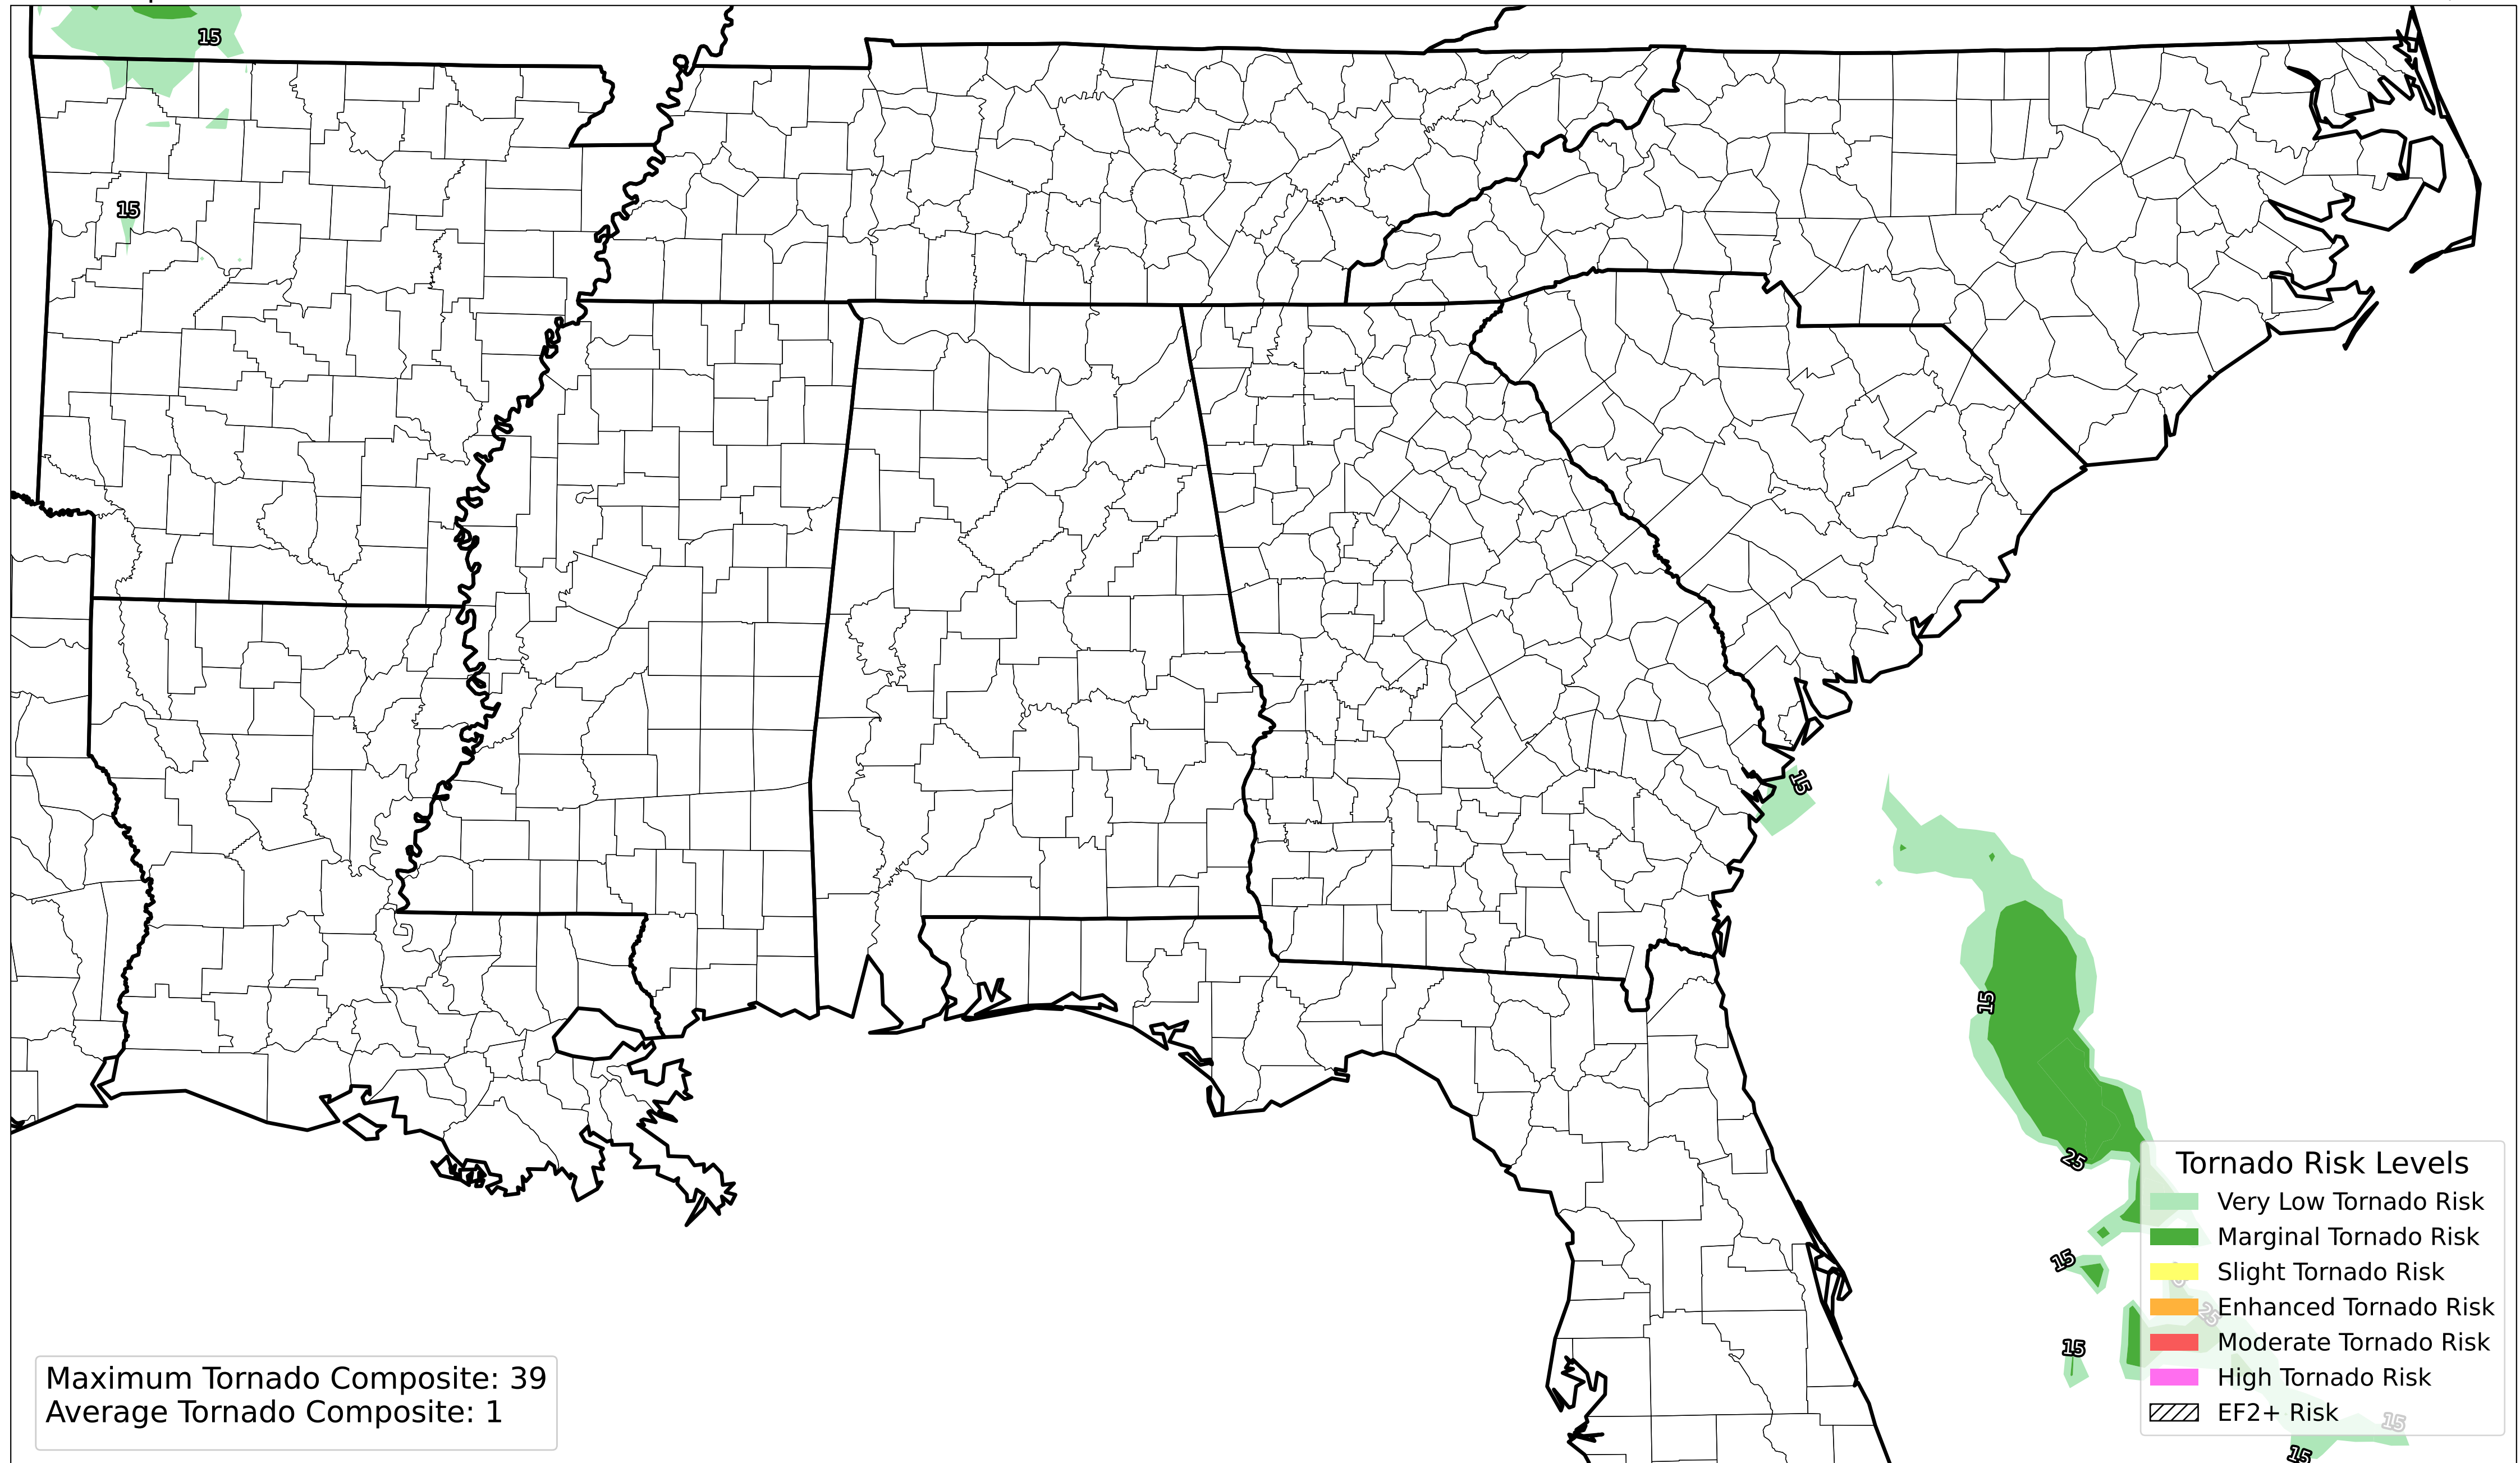 15
15
15
15
25
15
15
25
15
15
Tornado Risk Levels
Very Low Tornado Risk
Marginal Tornado Risk
Slight Tornado Risk
Enhanced Tornado Risk
Moderate Tornado Risk
High Tornado Risk
EF2+ Risk
Maximum Tornado Composite: 39
Average Tornado Composite: 1